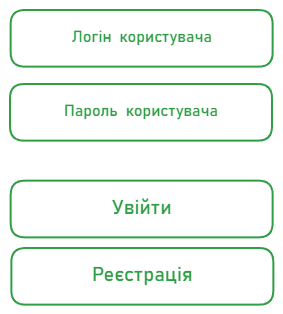 Логін користувача
Пароль користувача
Увійти
Реєстрація